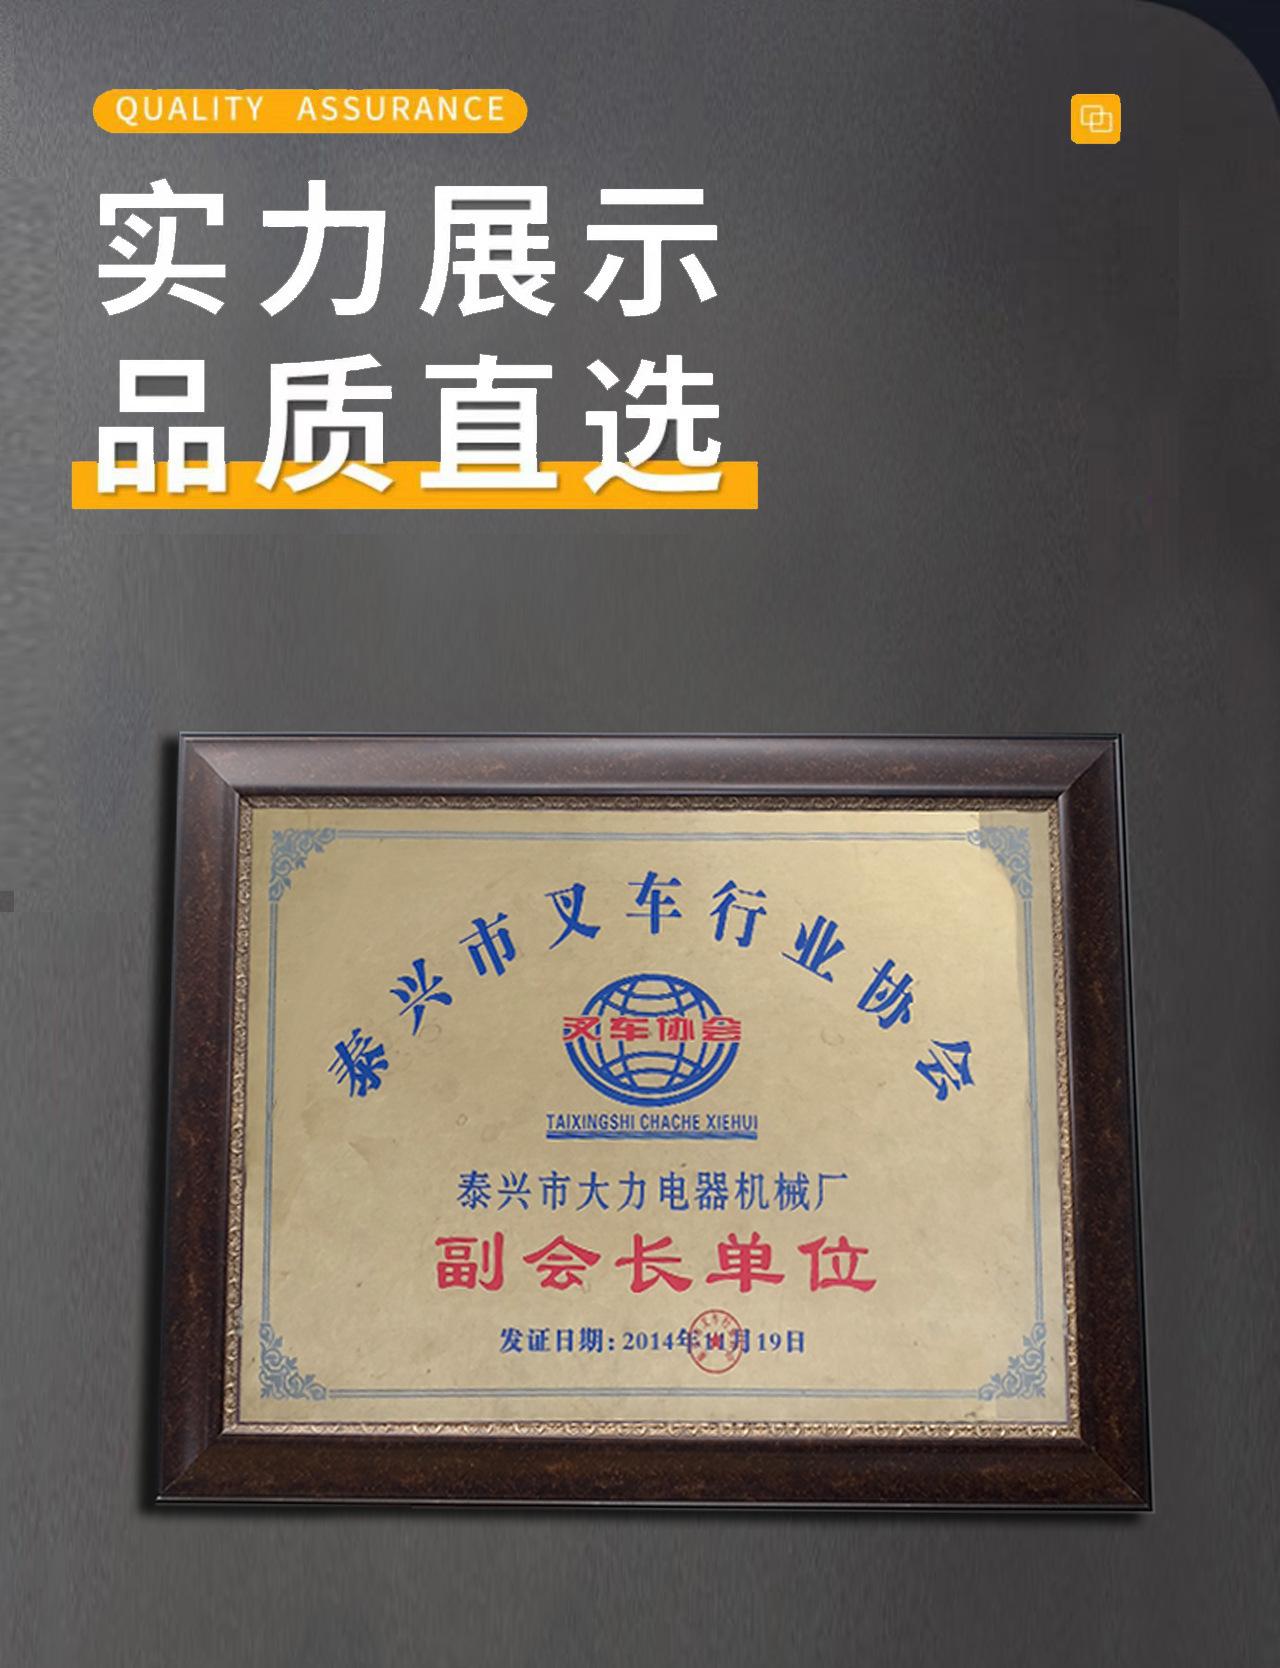 QUALITY ASSURANCE
实力展示
品质直选
泰兴市叉车行业协会
叉车协会
TAIXINGSHI CHACHE XIEHUI
泰兴市大力电器机械厂
副会长单位
发证日期:2014年11月19日